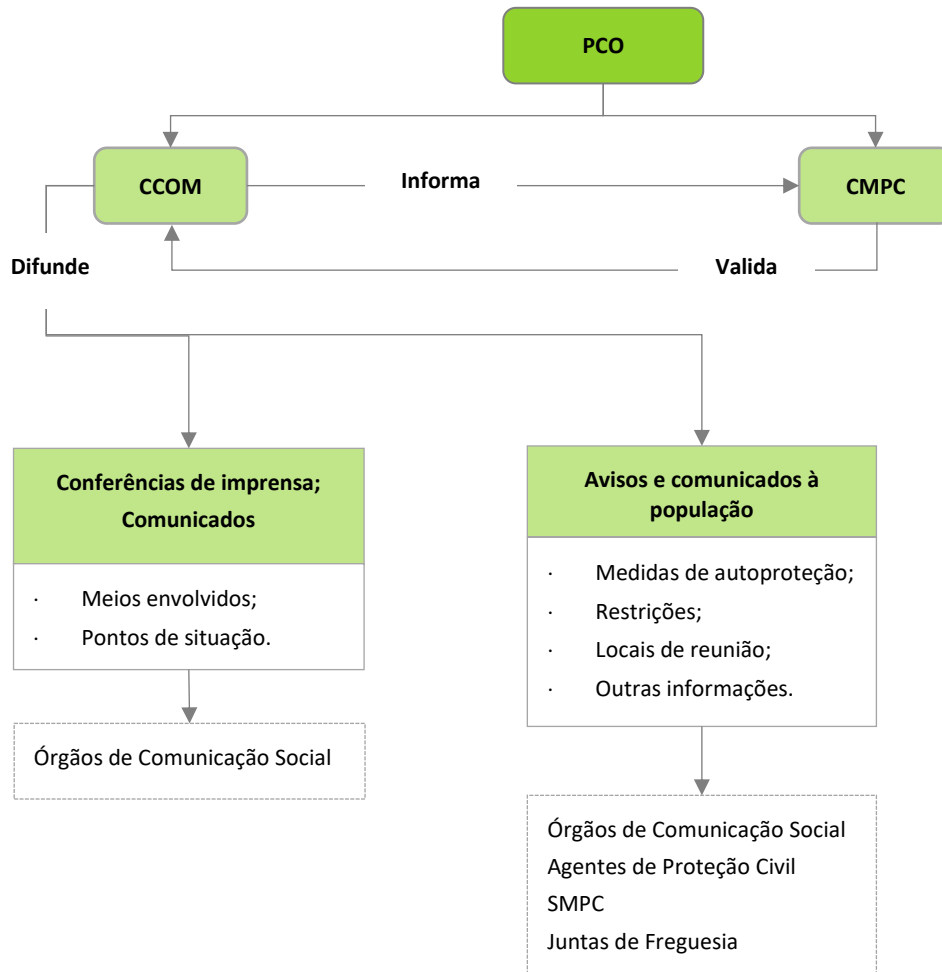 PCO
CCOM
Informa
CMPC
Difunde
Valida
Conferências de imprensa;
Comunicados
· Meios envolvidos;
· Pontos de situação.
Órgãos de Comunicação Social
Avisos e comunicados à
população
· Medidas de autoproteção;
· Restrições;
· Locais de reunião;
· Outras informações.
Órgãos de Comunicação Social
Agentes de Proteção Civil
SMPC
Juntas de Freguesia